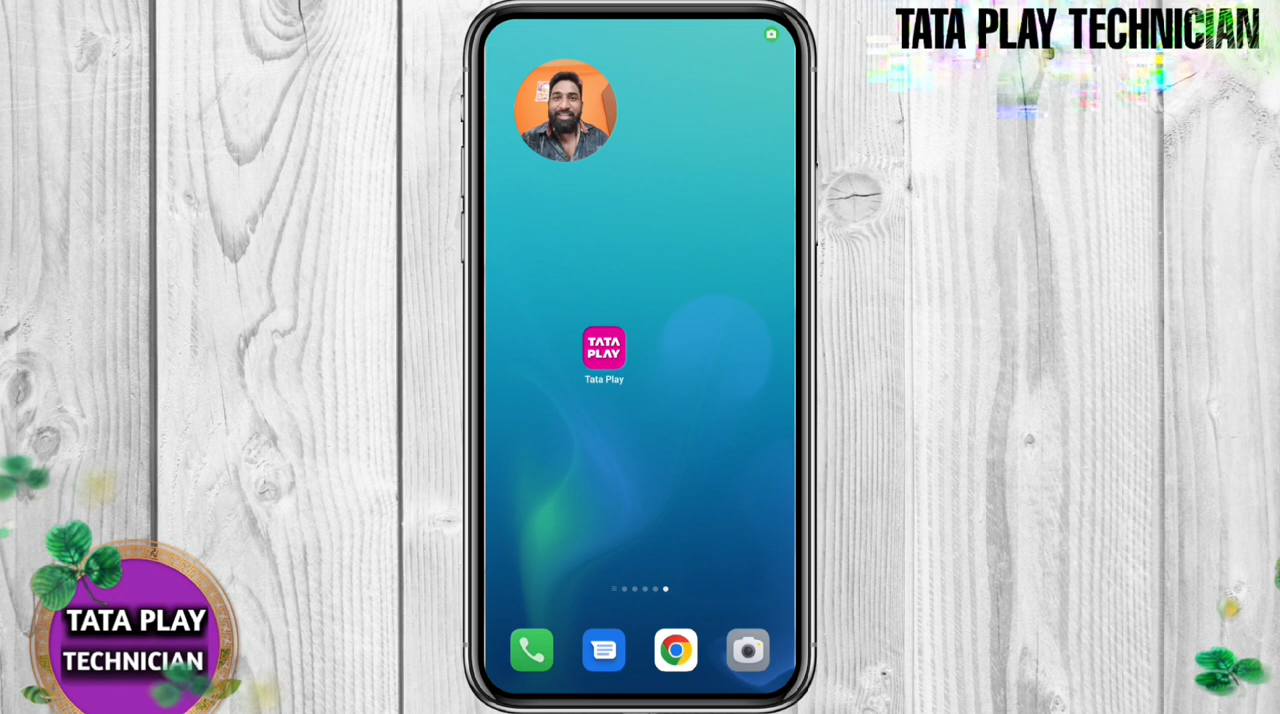 TATA PLAY TECHNICIAN
TATA
PLAY
Tata Play
TATA PLAY
TECHNICIAN